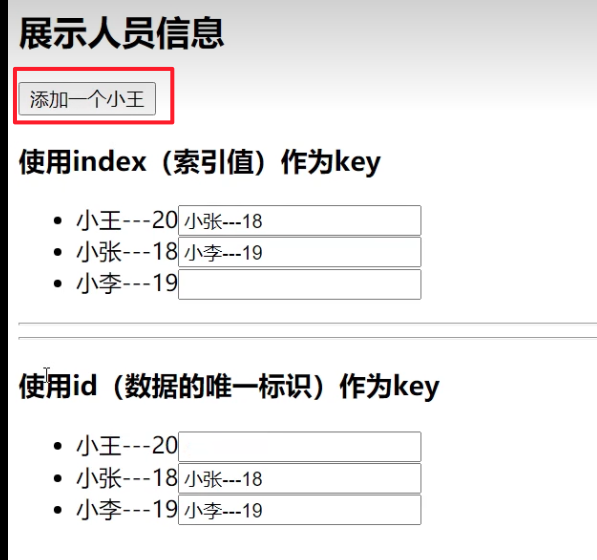 展示人员信息
添加一个小王
使用index（索引值）作为key
小王---20 小张---18
小张---18 小李---19
小李---19
使用id（数据的唯一标识）作为key
小王---20
小张---18 小张---18
小李---19 小李---19